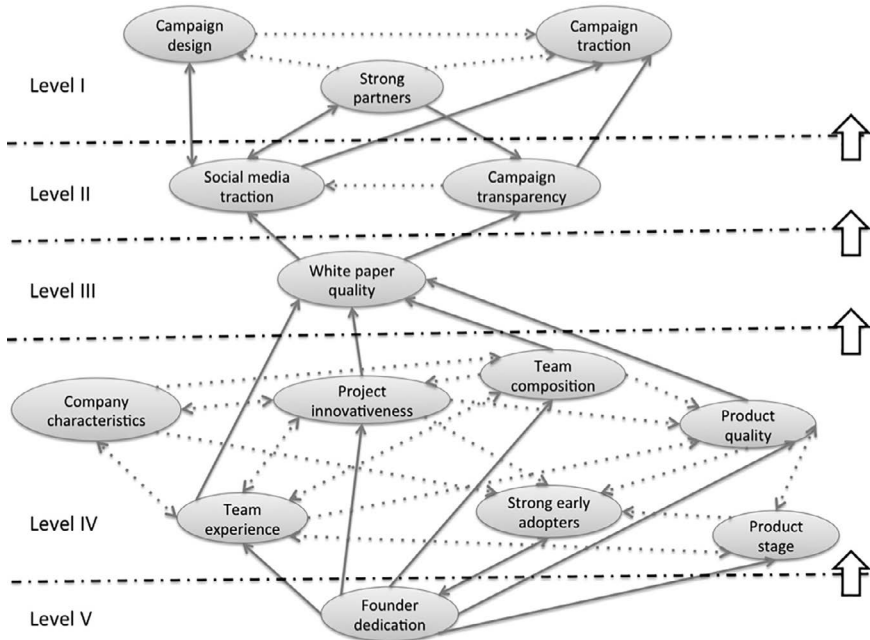 Campaign
design
Campaign
traction
Level I
Strong
partners
Level II
Social media
traction
Campaign
transparency
Level III
White paper
quality
Team
composition
Company
characteristics
Project
innovativeness
Product
quality
Level IV
Team
experience
Strong early
adopters
Product
stage
Level V
Founder
dedication